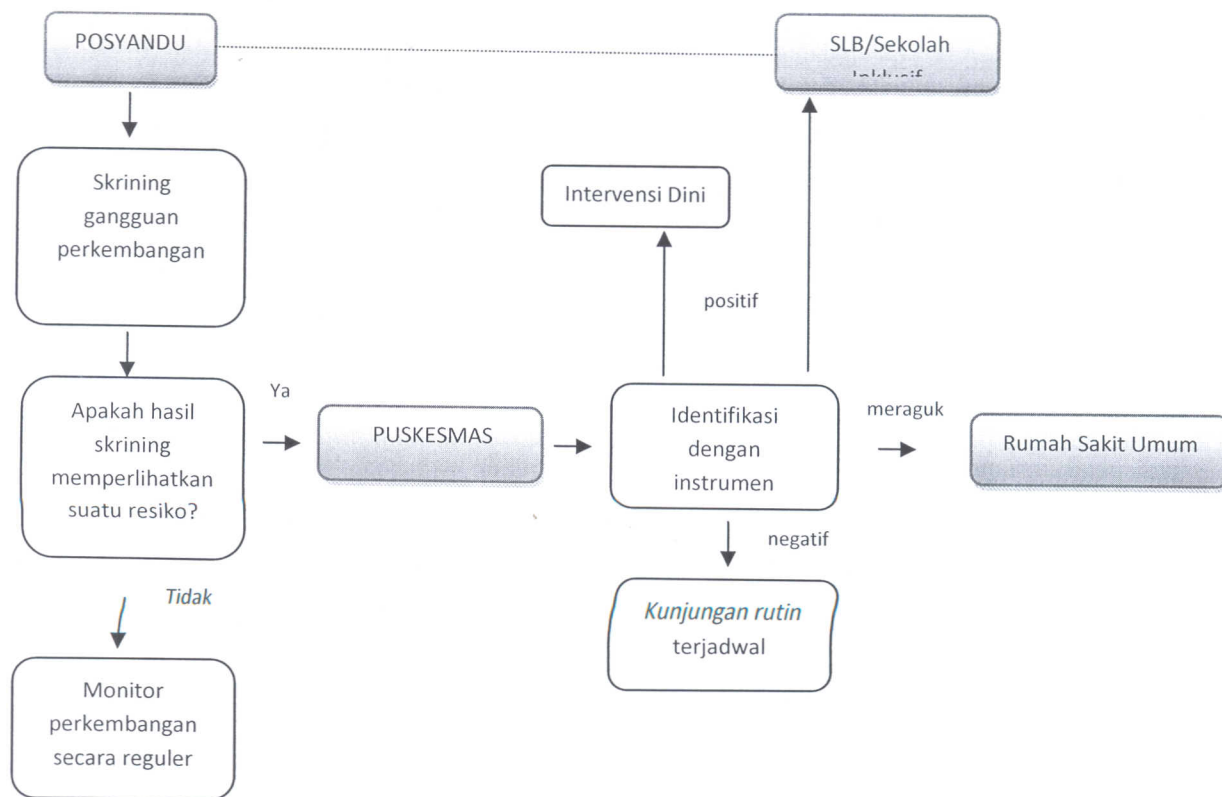 POSYANDU
SLB/Sekolah
Inklusif
Skrining
gangguan
perkembangan
Intervensi Dini
positif
Apakah hasil
skrining
memperlihatkan
suatu resiko?
Ya
PUSKESMAS
Identifikasi
dengan
instrumen
meraguk
Rumah Sakit Umum
negatif
Tidak
Kunjungan rutin
terjadwal
Monitor
perkembangan
secara reguler